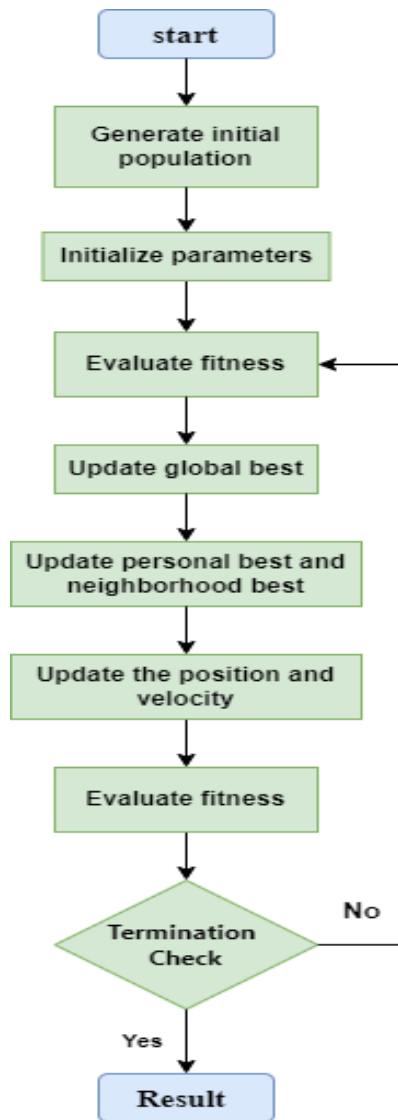 start
Generate initial
population
Initialize parameters
Evaluate fitness
Update global best
Update personal best and
neighborhood best
Update the position and
velocity
Evaluate fitness
Termination
Check
No
Yes
Result